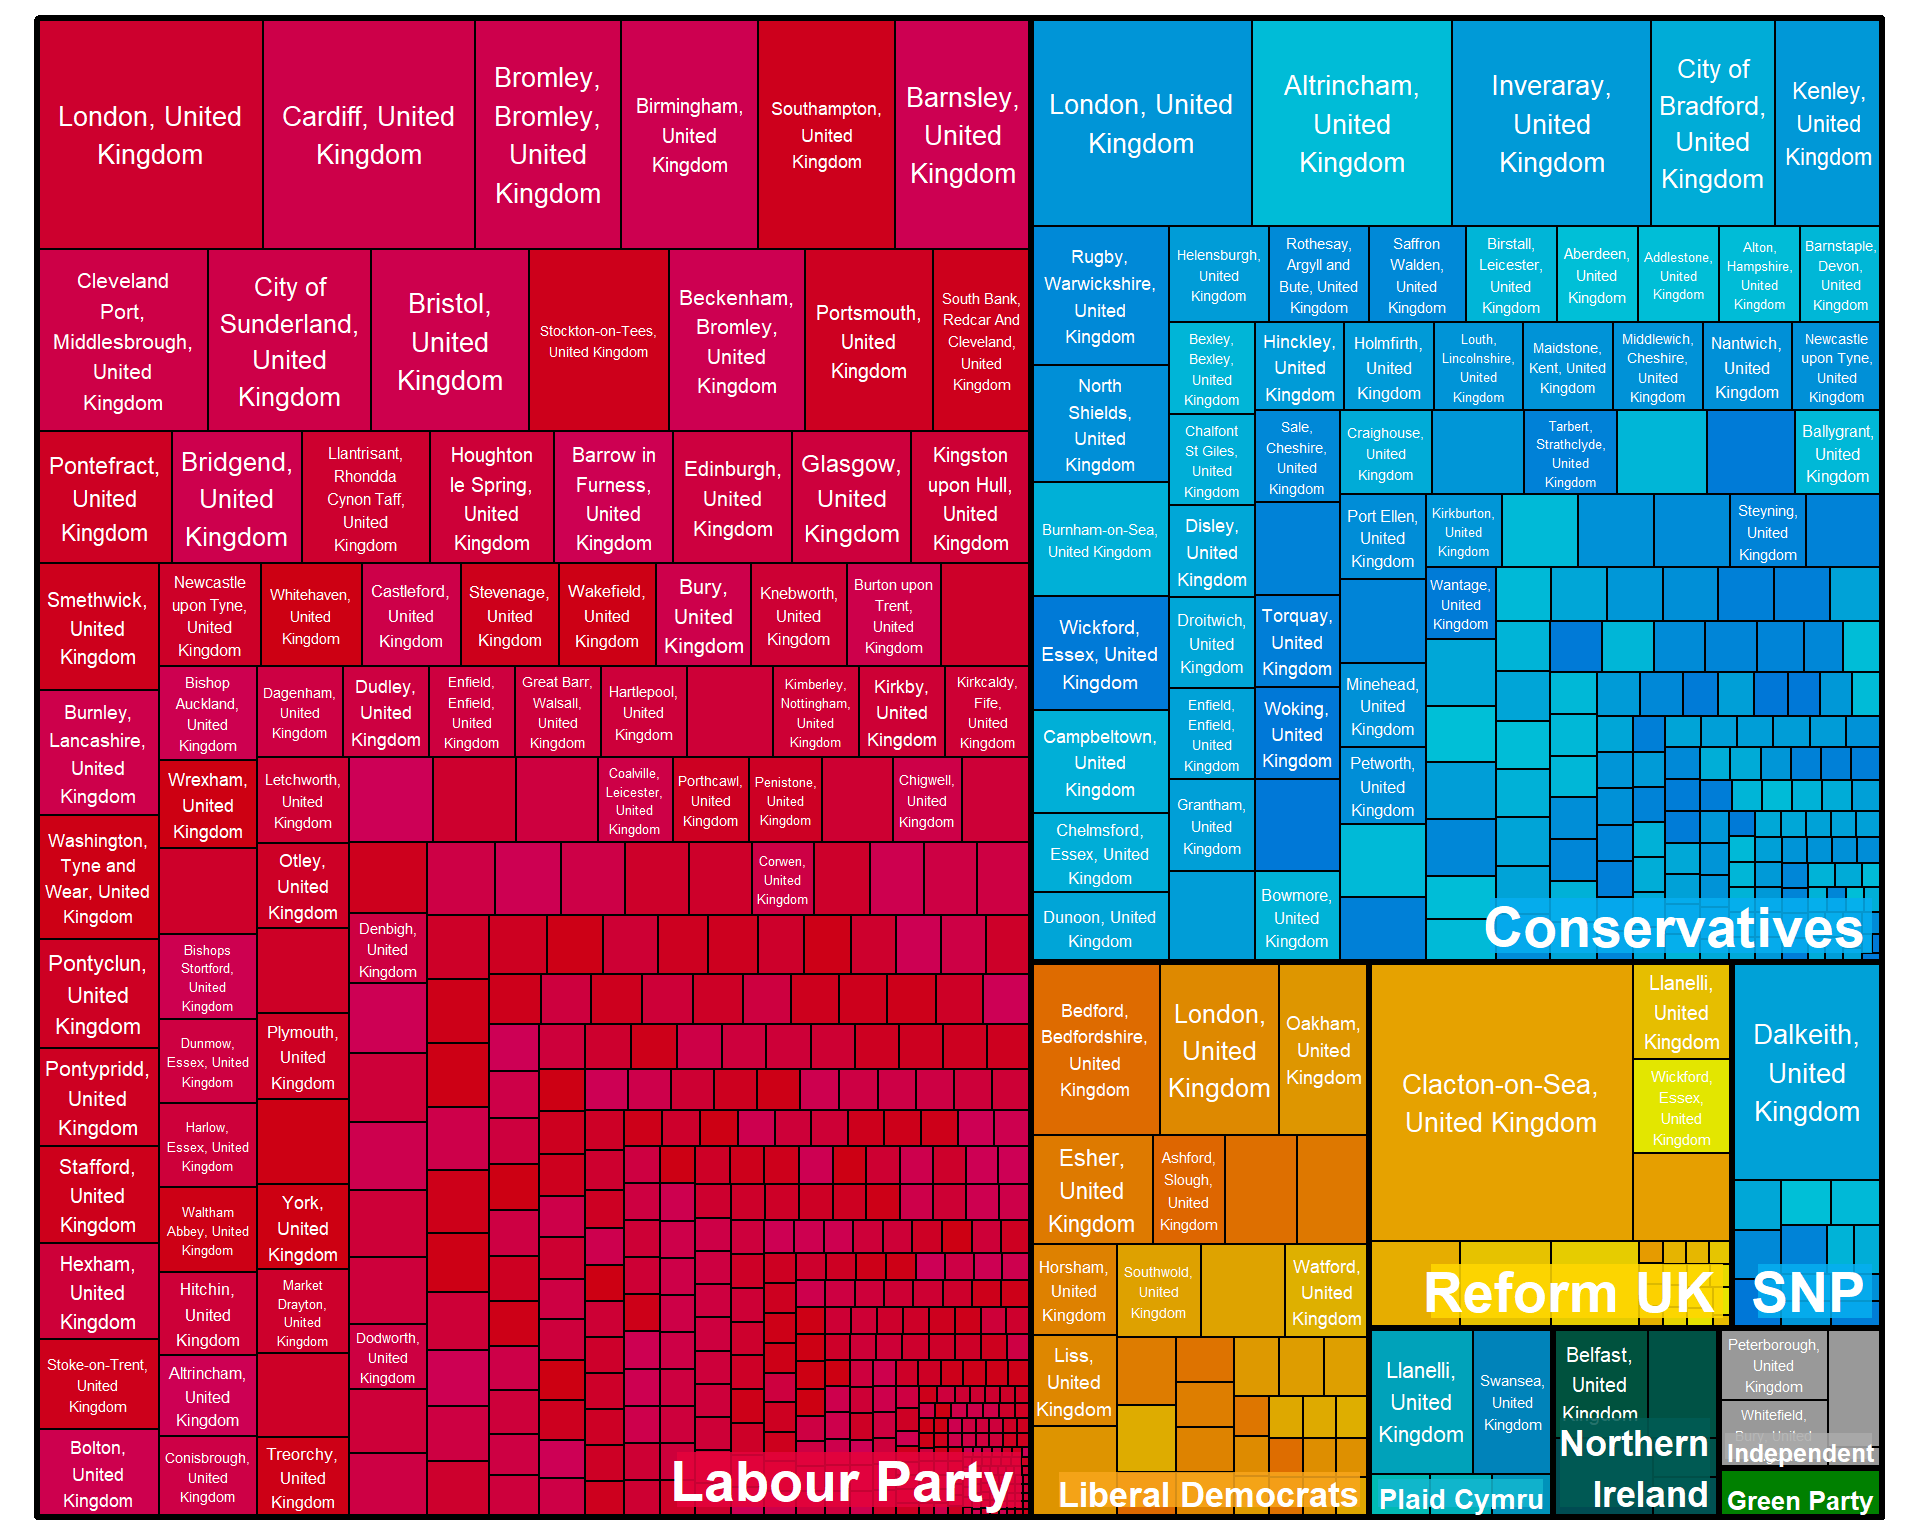 London, United
Kingdom
Cardiff, United
Kingdom
Bromley,
Bromley,
United
Kingdom
Birmingham,
United
Kingdom
Southampton,
United
Kingdom
Barnsley,
United
Kingdom
Cleveland
Port,
Middlesbrough,
United
Kingdom
City of
Sunderland,
United
Kingdom
Bristol,
United
Kingdom
Stockton-on-Tees,
United Kingdom
Beckenham,
Bromley,
United
Kingdom
Portsmouth,
United
Kingdom
South Bank,
Redcar And
Cleveland,
United
Kingdom
Pontefract,
United
Kingdom
Bridgend,
United
Kingdom
Llantrisant,
Rhondda
Cynon Taff,
United
Kingdom
Houghton
le Spring,
United
Kingdom
Barrow in
Furness,
United
Kingdom
Edinburgh,
United
Kingdom
Glasgow,
United
Kingdom
Kingston
upon Hull,
United
Kingdom
Smethwick,
United
Kingdom
Newcastle
upon Tyne,
United
Kingdom
Whitehaven,
United
Kingdom
Castleford,
United
Kingdom
Stevenage,
United
Kingdom
Wakefield,
United
Kingdom
Bury,
United
Kingdom
Knebworth,
United
Kingdom
Burton upon
Trent,
United
Kingdom
Burnley,
Lancashire,
United
Kingdom
Bishop
Auckland,
United
Kingdom
Dagenham,
United
Kingdom
Dudley,
United
Kingdom
Enfield,
Enfield,
United
Kingdom
Great Barr,
Walsall,
United
Kingdom
Hartlepool,
United
Kingdom
Kimberley,
Nottingham,
United
Kingdom
Kirkby,
United
Kingdom
Kirkcaldy,
Fife,
United
Kingdom
Wrexham,
United
Kingdom
Letchworth,
United
Kingdom
Coalville,
Leicester,
United
Kingdom
Porthcawl,
United
Kingdom
Penistone,
United
Kingdom
Chigwell,
United
Kingdom
Washington,
Tyne and
Wear, United
Kingdom
Otley,
United
Kingdom
Corwen,
United
Kingdom
Denbigh,
United
Kingdom
Pontyclun,
United
Kingdom
Bishops
Stortford,
United
Kingdom
Plymouth,
United
Kingdom
Dunmow,
Essex, United
Kingdom
Pontypridd,
United
Kingdom
Harlow,
Essex, United
Kingdom
Stafford,
United
Kingdom
Waltham
Abbey, United
Kingdom
York,
United
Kingdom
Hexham,
United
Kingdom
Hitchin,
United
Kingdom
Market
Drayton,
United
Kingdom
Stoke-on-Trent,
United
Kingdom
Altrincham,
United
Kingdom
Dodworth,
United
Kingdom
Bolton,
United
Kingdom
Conisbrough,
United
Kingdom
Treorchy,
United
Kingdom
Labour Party
London, United
Kingdom
Altrincham,
United
Kingdom
Inveraray,
United
Kingdom
City of
Bradford,
United
Kingdom
Kenley,
United
Kingdom
Rugby,
Warwickshire,
United
Kingdom
Helensburgh,
United
Kingdom
Rothesay,
Argyll and
Bute, United
Kingdom
Saffron
Walden,
United
Kingdom
Birstall,
Leicester,
United
Kingdom
Aberdeen,
United
Kingdom
Addlestone,
United
Kingdom
Alton,
Hampshire,
United
Kingdom
Barnstaple,
Devon,
United
Kingdom
Bexley,
Bexley,
United
Kingdom
Hinckley,
United
Kingdom
Holmfirth,
United
Kingdom
Louth,
Lincolnshire,
United
Kingdom
Maidstone,
Kent, United
Kingdom
Middlewich,
Cheshire,
United
Kingdom
Nantwich,
United
Kingdom
Newcastle
upon Tyne,
United
Kingdom
North
Shields,
United
Kingdom
Chalfont
St Giles,
United
Kingdom
Sale,
Cheshire,
United
Kingdom
Craighouse,
United
Kingdom
Tarbert,
Strathclyde,
United
Kingdom
Ballygrant,
United
Kingdom
Burnham-on-Sea,
United Kingdom
Disley,
United
Kingdom
Port Ellen,
United
Kingdom
Kirkburton,
United
Kingdom
Steyning,
United
Kingdom
Wickford,
Essex, United
Kingdom
Droitwich,
United
Kingdom
Torquay,
United
Kingdom
Wantage,
United
Kingdom
Campbeltown,
United
Kingdom
Enfield,
Enfield,
United
Kingdom
Woking,
United
Kingdom
Minehead,
United
Kingdom
Petworth,
United
Kingdom
Chelmsford,
Essex, United
Kingdom
Grantham,
United
Kingdom
Dunoon, United
Kingdom
Bowmore,
United
Kingdom
Conservatives
Bedford,
Bedfordshire,
United
Kingdom
London,
United
Kingdom
Oakham,
United
Kingdom
Esher,
United
Kingdom
Ashford,
Slough,
United
Kingdom
Horsham,
United
Kingdom
Southwold,
United
Kingdom
Watford,
United
Kingdom
Liss,
United
Kingdom
Liberal Democrats
Clacton-on-Sea,
United Kingdom
Llanelli,
United
Kingdom
Wickford,
Essex,
United
Kingdom
Reform UK
Dalkeith,
United
Kingdom
SNP
Llanelli,
United
Kingdom
Swansea,
United
Kingdom
Plaid Cymru
Belfast,
United
Kingdom
Northern
Ireland
Peterborough,
United
Kingdom
Whitefield,
Bury, United
Kingdom
Independent
Green Party